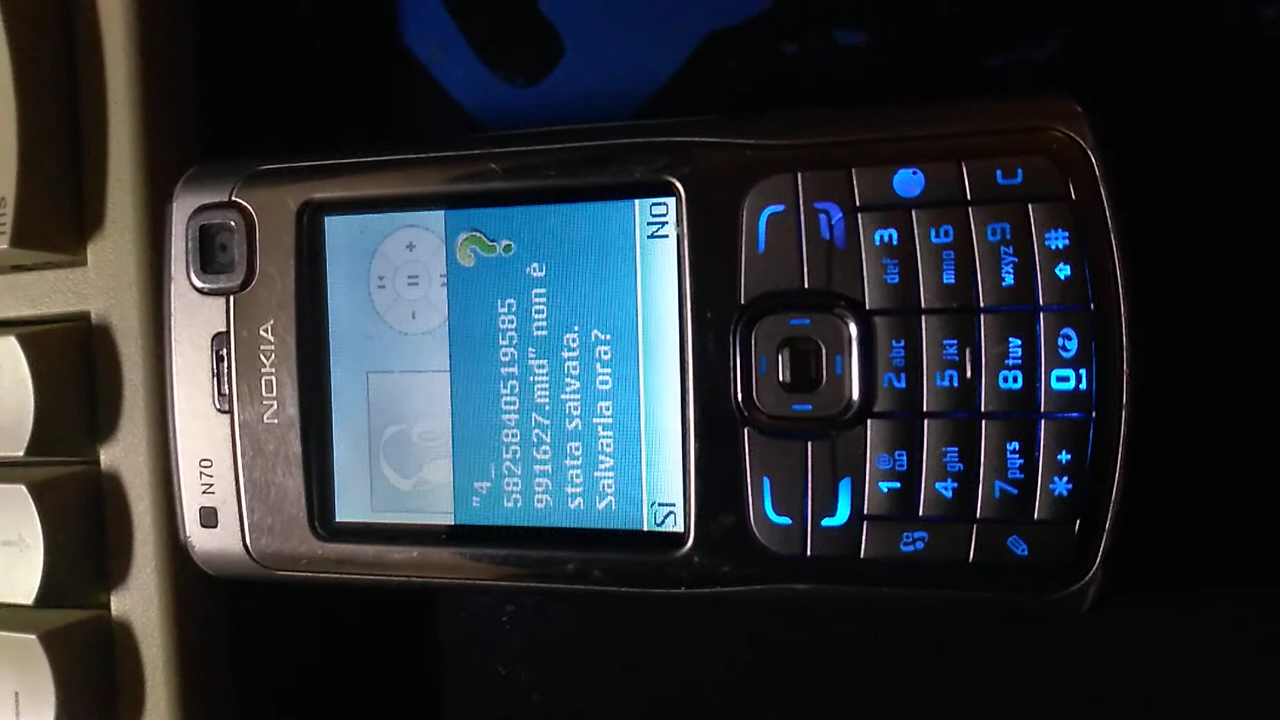 N70
NOKIA
"4_
5825840519585
991627.mid" non è
stata salvata.
Salvarla ora?
Sì
No
1
2 abc
def 3
4 ghi
5 jkl
mno 6
7 pqrs
8 tuv
wxyz 9
C
* +
0
#
ins